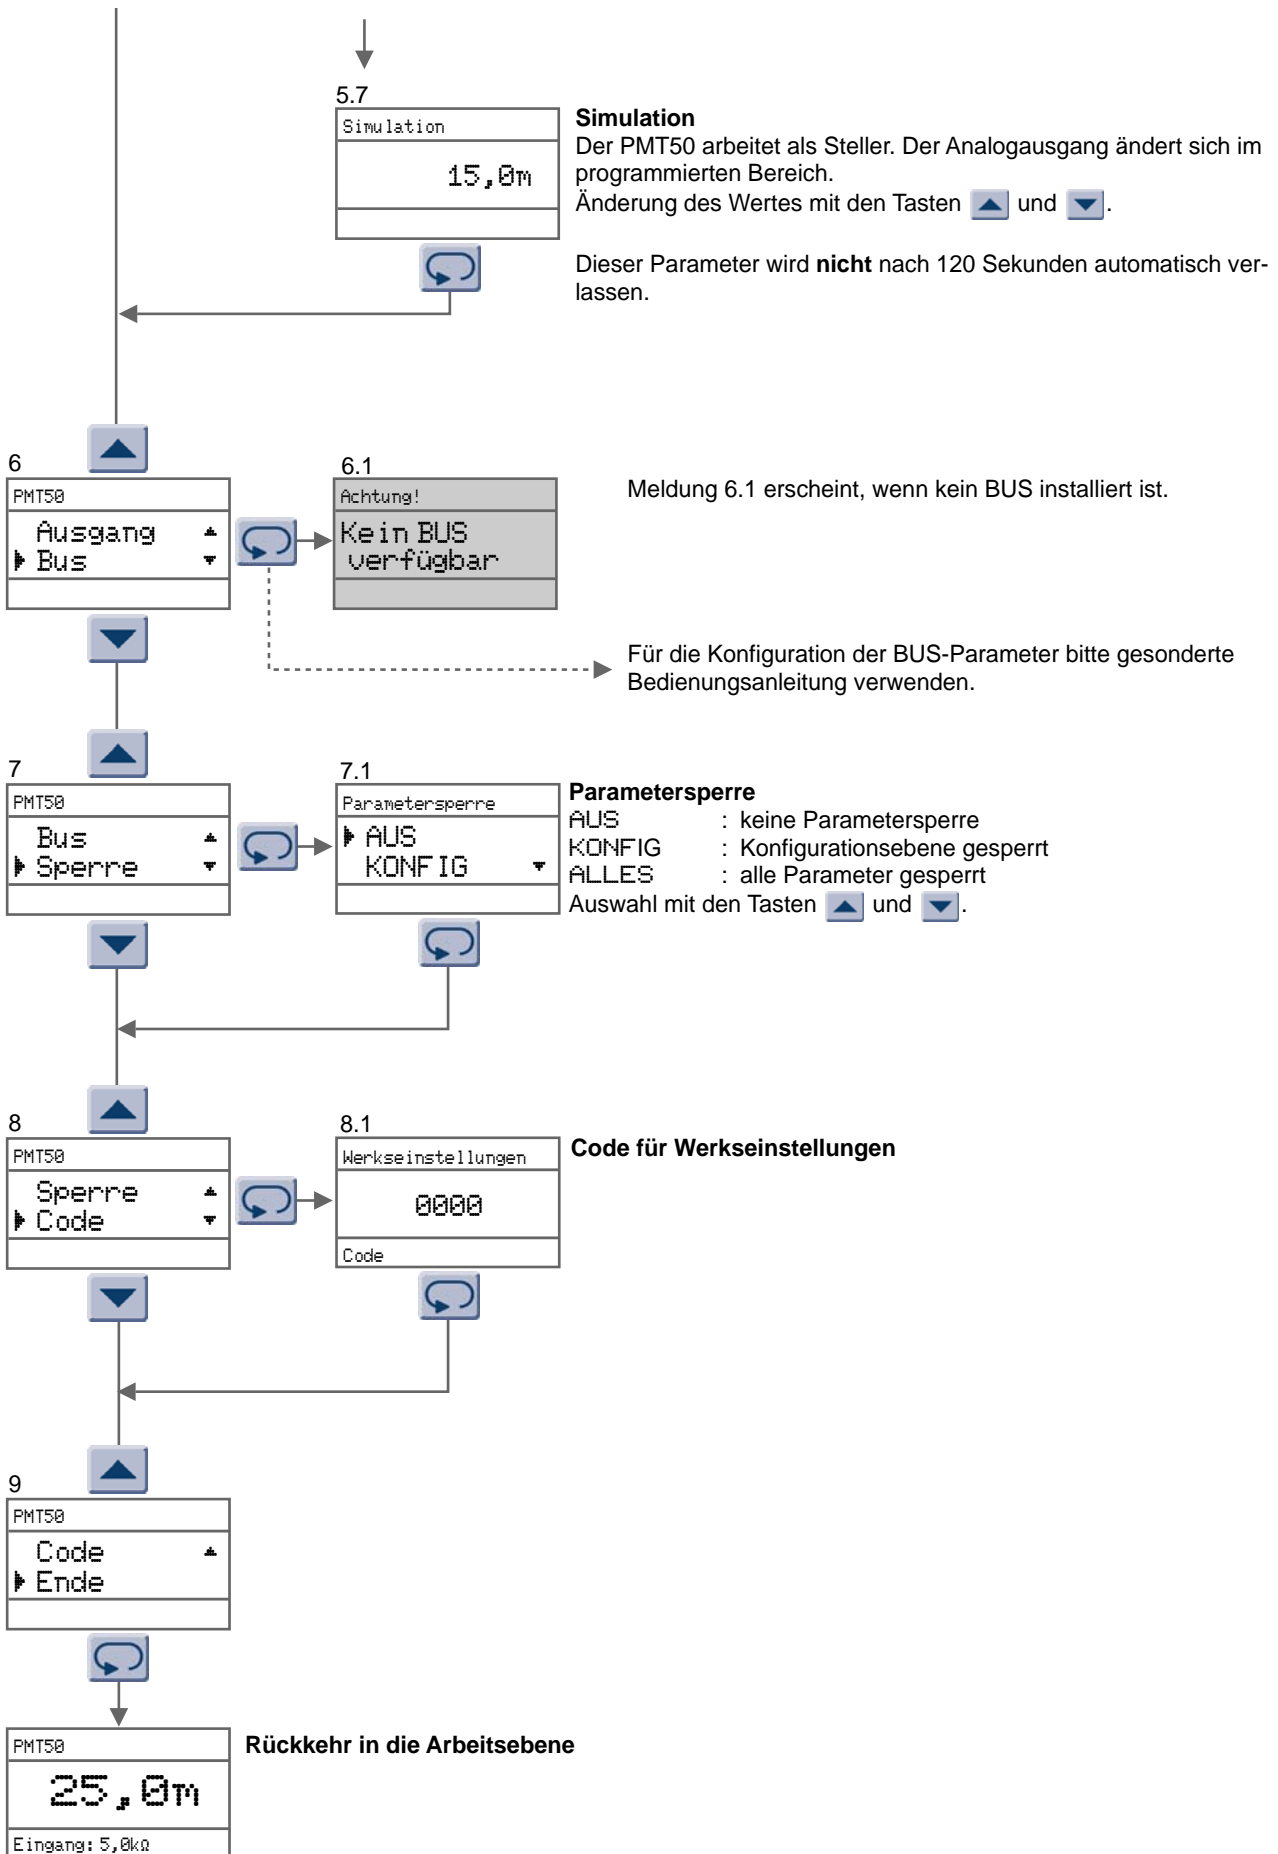 5.7
Simulation
15,0m
Simulation
Der PMT50 arbeitet als Steller. Der Analogausgang ändert sich im
programmierten Bereich.
Änderung des Wertes mit den Tasten und .
Dieser Parameter wird nicht nach 120 Sekunden automatisch ver-
lassen.
6
PMT50
Ausgang
Bus
6.1
Achtung!
Kein BUS
verfügbar
Meldung 6.1 erscheint, wenn kein BUS installiert ist.
Für die Konfiguration der BUS-Parameter bitte gesonderte
Bedienungsanleitung verwenden.
7
PMT50
Bus
Sperre
7.1
Parametersperre
AUS
KONFIG
Parametersperre
AUS : keine Parametersperre
KONFIG : Konfigurationsebene gesperrt
ALLES : alle Parameter gesperrt
Auswahl mit den Tasten und .
8
PMT50
Sperre
Code
8.1
Werkseinstellungen
0000
Code
Code für Werkseinstellungen
9
PMT50
Code
Ende
PMT50
25,0m
Eingang: 5,0kΩ
Rückkehr in die Arbeitsebene